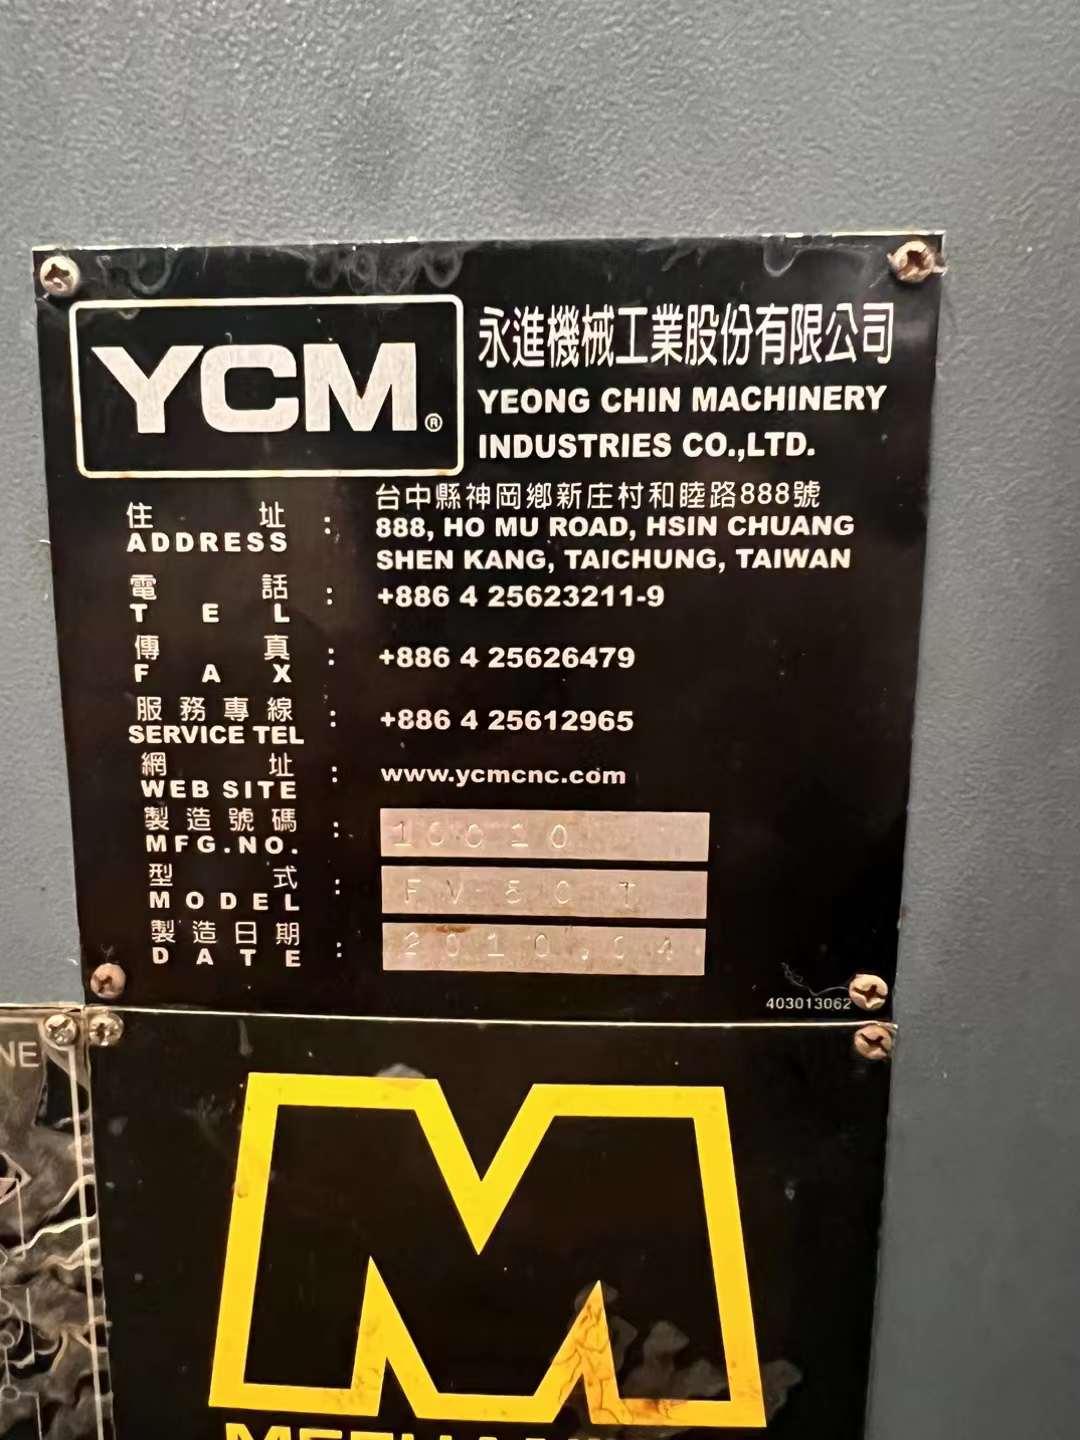 YCM®
永進機械工業股份有限公司
YEONG CHIN MACHINERY
INDUSTRIES CO.,LTD.
住址 : 台中縣神岡鄉新庄村和睦路888號
ADDRESS 888, HO MU ROAD, HSIN CHUANG
SHEN KANG, TAICHUNG, TAIWAN
電話 : +886 4 25623211-9
TEL
傳真 : +886 4 25626479
FAX
服務專線 : +886 4 25612965
SERVICE TEL
網址 : www.ycmcnc.com
WEB SITE
製造號碼 : 10010
MFG.NO.
型式 :
MODEL
製造日期 : 2010.04
DATE
403013062
NE
M